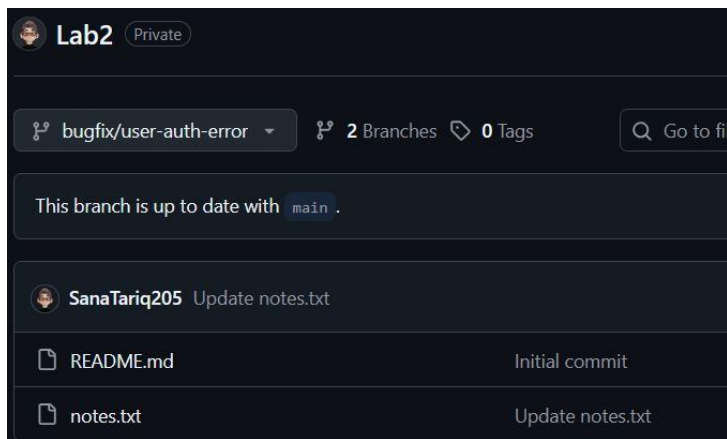 Lab2 Private
bugfix/user-auth-error 2 Branches 0 Tags Go to fi
This branch is up to date with main .
SanaTariq205 Update notes.txt
README.md Initial commit
notes.txt Update notes.txt